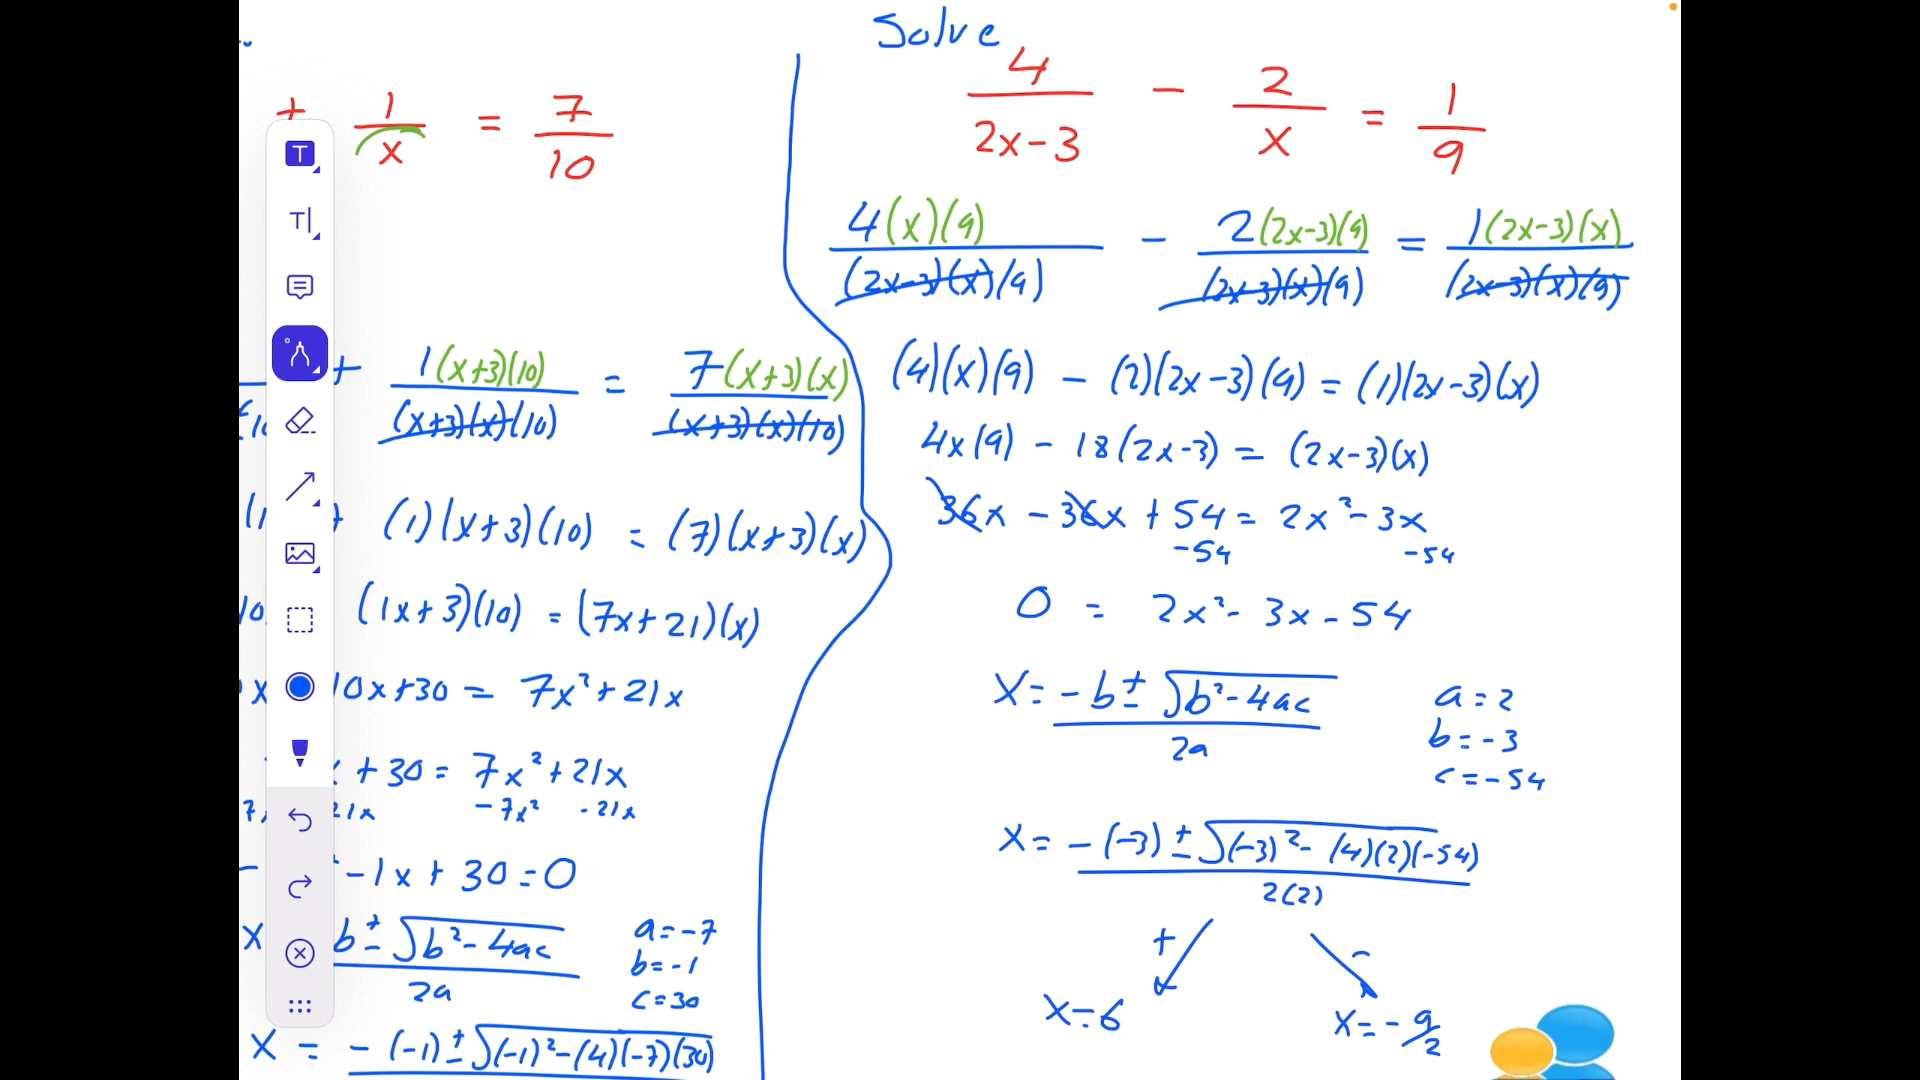 + 1/x = 7/10
1(x+3)(10)/(x+3)(x)(10) = 7(x+3)(x)/(x+3)(x)(10)
(1)(x+3)(10) = (7)(x+3)(x)
(1x+3)(10) = (7x+21)(x)
10x+30 = 7x²+21x
+30 = 7x²+21x
21x -7x² -21x
-1x + 30 = 0
b ± √b²-4ac / 2a
a=-7
b=-1
c=30
x = -(-1) ± √(-1)²-(4)(-7)(30)
Solve
4/2x-3 - 2/x = 1/9
4(x)(9)/(2x-3)(x)(9) - 2(2x-3)(9)/(2x-3)(x)(9) = 1(2x-3)(x)/(2x-3)(x)(9)
(4)(x)(9) - (2)(2x-3)(9) = (1)(2x-3)(x)
4x(9) - 18(2x-3) = (2x-3)(x)
36x - 36x + 54 = 2x²-3x
-54 -54
0 = 2x²-3x-54
x = -b ± √b²-4ac / 2a
a=2
b=-3
c=-54
x = -(-3) ± √(-3)²-(4)(2)(-54) / 2(2)
+ -
x=6 x=-9/2